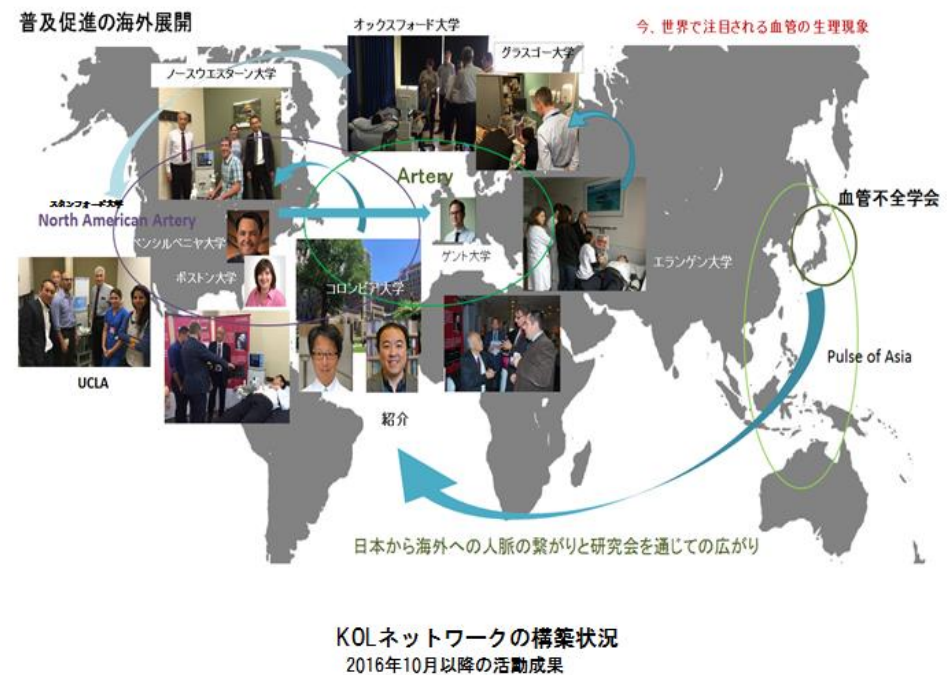 普及促進の海外展開
オックスフォード大学
今、世界で注目される血管の生理現象
グラスゴー大学
ノースウエスターン大学
Artery
スタンフォード大学
North American Artery
血管不全学会
ペンシルベニヤ大学
ゲント大学
エランゲン大学
ボストン大学
コロンビア大学
Pulse of Asia
UCLA
紹介
日本から海外への人脈の繋がりと研究会を通じての広がり
KOLネットワークの構築状況
2016年10月以降の活動成果